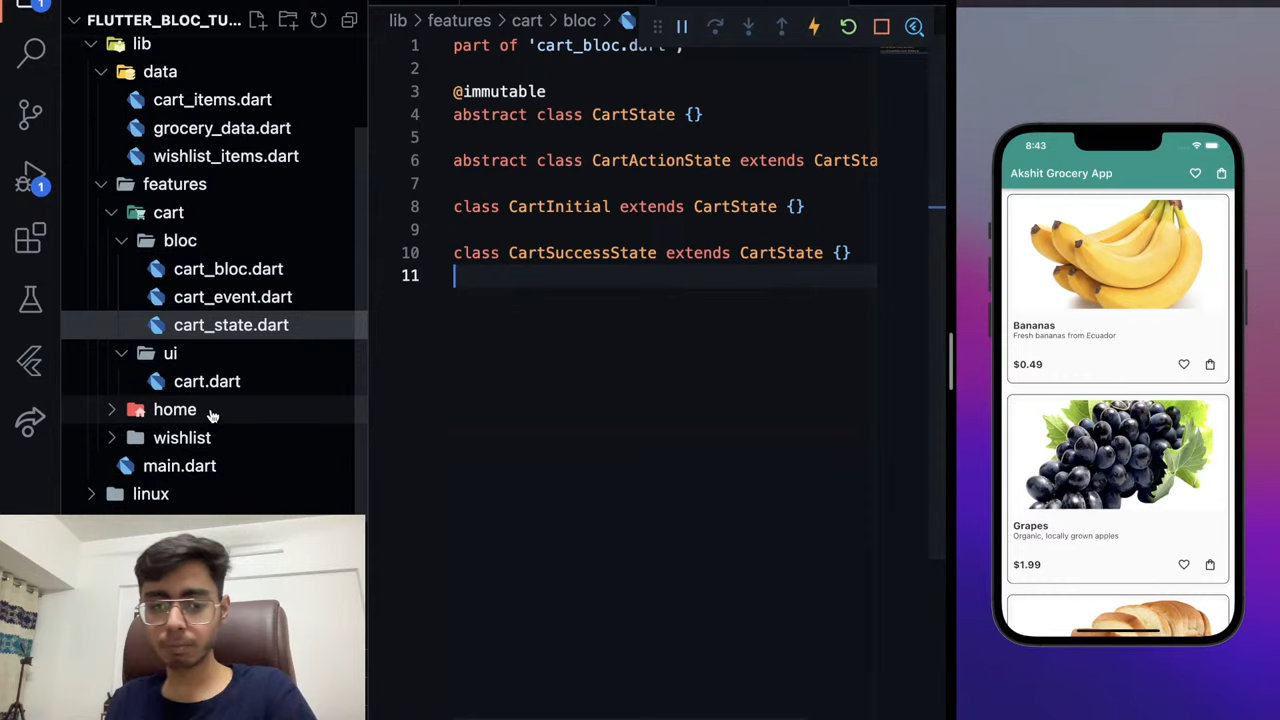 FLUTTER_BLOC_TU...
lib
data
cart_items.dart
grocery_data.dart
wishlist_items.dart
features
cart
bloc
cart_bloc.dart
cart_event.dart
cart_state.dart
ui
cart.dart
home
wishlist
main.dart
linux
1
lib > features > cart > bloc >
1 part of 'cart_bloc.dart';
2
3 @immutable
4 abstract class CartState {}
5
6 abstract class CartActionState extends CartSta
7
8 class CartInitial extends CartState {}
9
10 class CartSuccessState extends CartState {}
11
8:43
Akshit Grocery App
Bananas
Fresh bananas from Ecuador
$0.49
Grapes
Organic, locally grown apples
$1.99